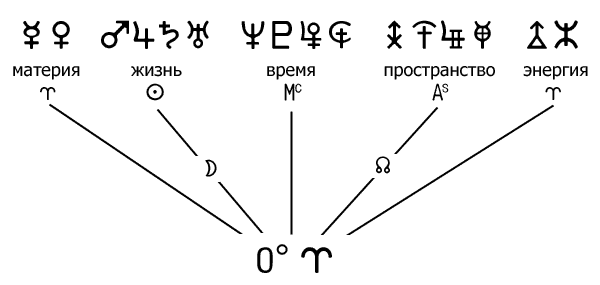 ☿ ♀ ♂ ♃ ♄ ♅ ♆ ♇
материя жизнь время пространство энергия
♈ ☉ Mᶜ Aˢ ♈
☽ ☊
0° ♈